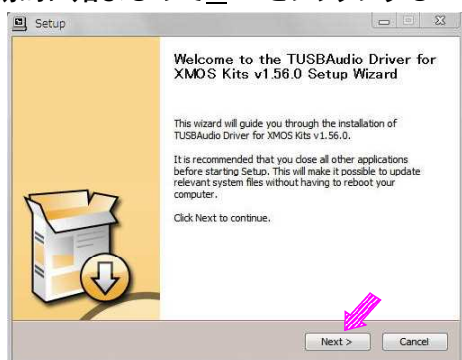 Setup
Welcome to the TUSBAudio Driver for
XMOS Kits v1.56.0 Setup Wizard
This wizard will guide you through the installation of
TUSBAudio Driver for XMOS Kits v1.56.0.
It is recommended that you close all other applications
before starting Setup. This will make it possible to update
relevant system files without having to reboot your
computer.
Click Next to continue.
Next >
Cancel